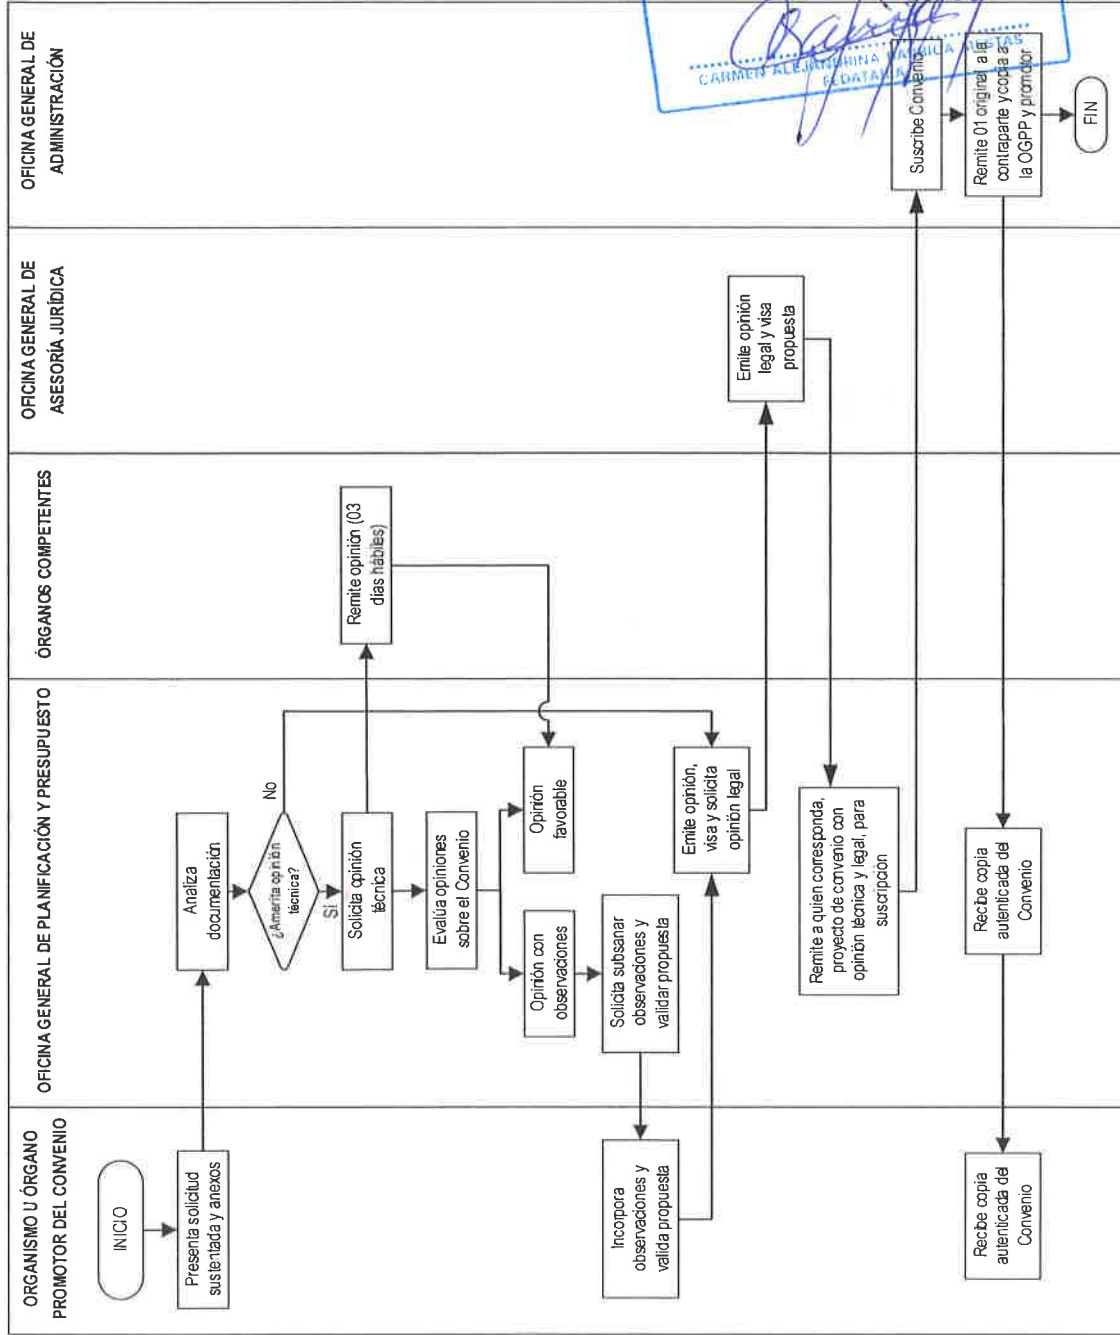 ORGANISMO U ÓRGANO
PROMOTOR DEL CONVENIO
OFICINA GENERAL DE PLANIFICACIÓN Y PRESUPUESTO
ÓRGANOS COMPETENTES
OFICINA GENERAL DE
ASESORÍA JURÍDICA
OFICINA GENERAL DE
ADMINISTRACIÓN
INICIO
Presenta solicitud
sustentada y anexos
Analiza
documentación
¿Amerita opinión
técnica?
No
SI
Solicita opinión
técnica
Remite opinión (03
días hábiles)
Evalúa opiniones
sobre el Convenio
Opinión con
observaciones
Opinión
favorable
Solicita subsanar
observaciones y
validar propuesta
Incorpora
observaciones y
valida propuesta
Emite opinión,
visa y solicita
opinión legal
Emite opinión
legal y visa
propuesta
Remite a quien corresponda,
proyecto de convenio con
opinión técnica y legal, para
suscripción
Suscribe Convenio
Remite 01 original a la
contraparte y copia a
la OGPP y promotor
FIN
Recibe copia
autenticada del
Convenio
Recibe copia
autenticada del
Convenio
CARMEN ALEJANDRINA